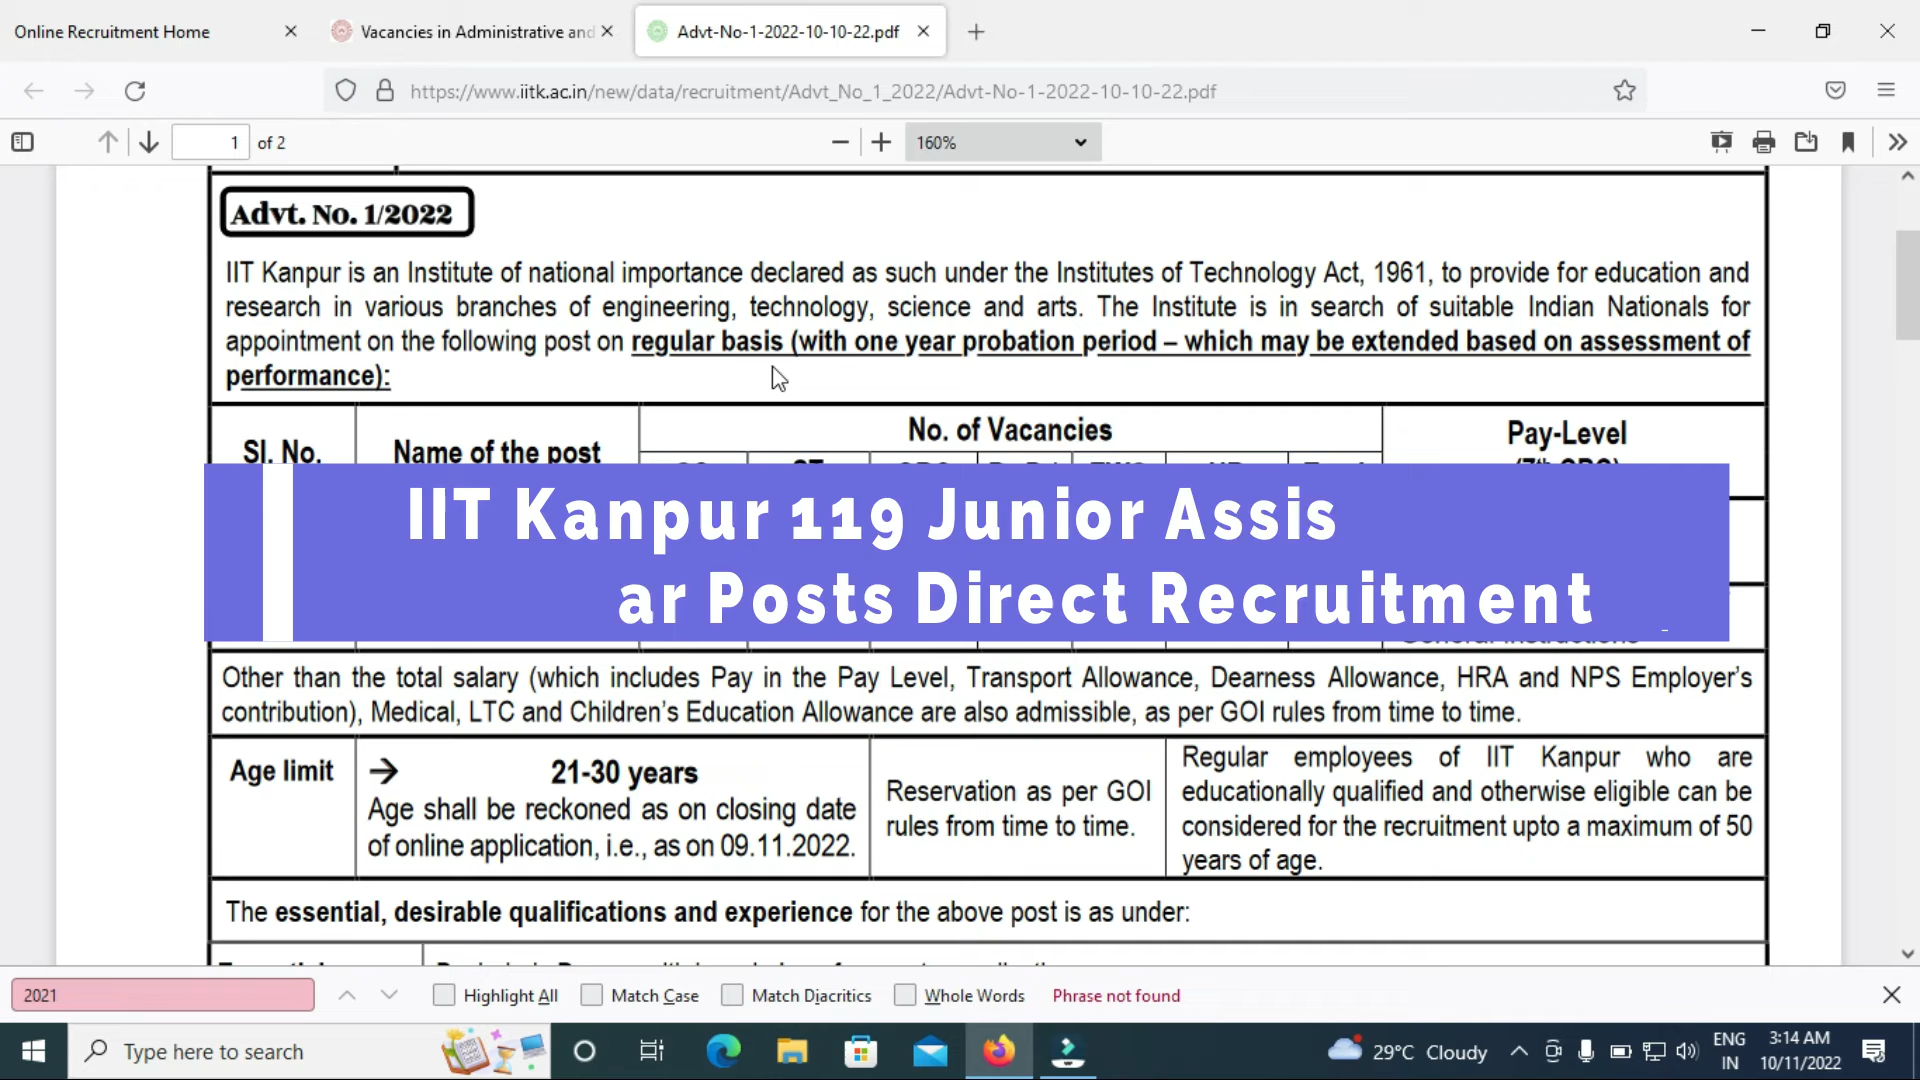 Online Recruitment Home
Vacancies in Administrative and
Advt-No-1-2022-10-10-22.pdf
https://www.iitk.ac.in/new/data/recruitment/Advt_No_1_2022/Advt-No-1-2022-10-10-22.pdf
1 of 2
160%
Advt. No. 1/2022
IIT Kanpur is an Institute of national importance declared as such under the Institutes of Technology Act, 1961, to provide for education and
research in various branches of engineering, technology, science and arts. The Institute is in search of suitable Indian Nationals for
appointment on the following post on regular basis (with one year probation period – which may be extended based on assessment of
performance):
Sl. No.
Name of the post
No. of Vacancies
Pay-Level
IIT Kanpur 119 Junior Assis
ar Posts Direct Recruitment
General Instructions
Other than the total salary (which includes Pay in the Pay Level, Transport Allowance, Dearness Allowance, HRA and NPS Employer's
contribution), Medical, LTC and Children's Education Allowance are also admissible, as per GOI rules from time to time.
Age limit
→ 21-30 years
Age shall be reckoned as on closing date
of online application, i.e., as on 09.11.2022.
Reservation as per GOI
rules from time to time.
Regular employees of IIT Kanpur who are
educationally qualified and otherwise eligible can be
considered for the recruitment upto a maximum of 50
years of age.
The essential, desirable qualifications and experience for the above post is as under:
2021
Highlight All
Match Case
Match Diacritics
Whole Words
Phrase not found
Type here to search
29°C Cloudy
ENG
IN
3:14 AM
10/11/2022